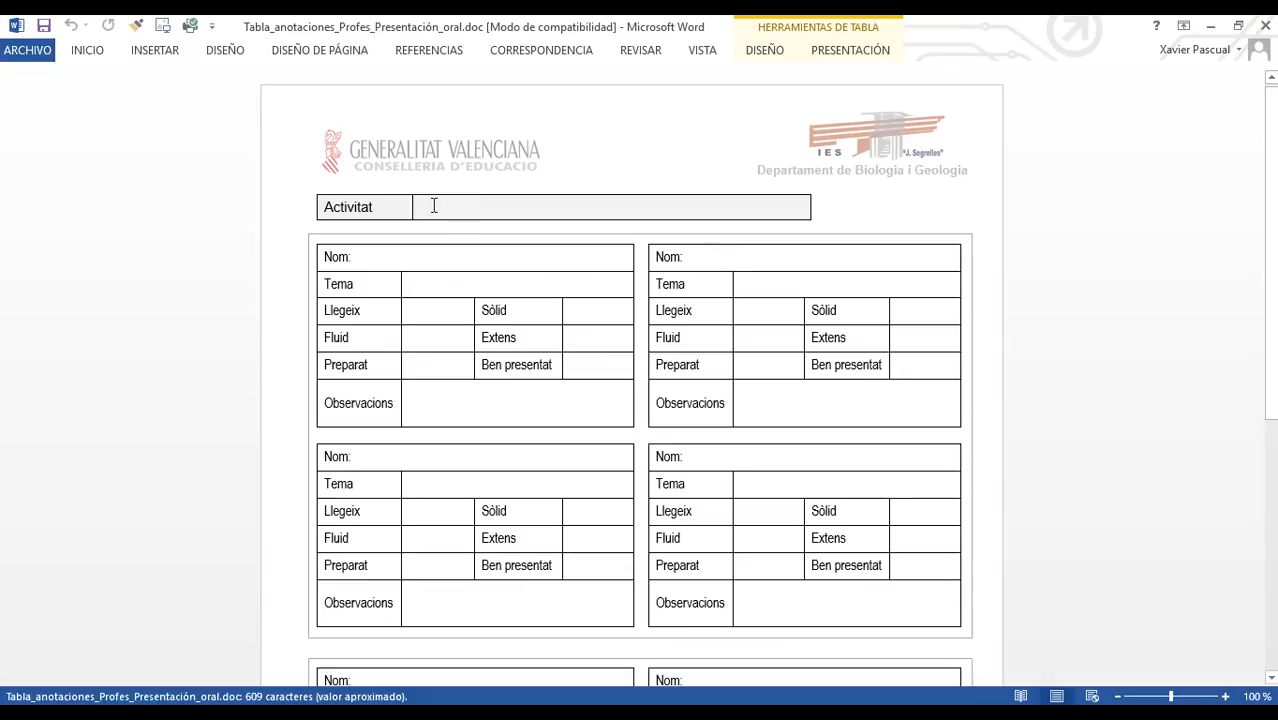 Tabla_anotaciones_Profes_Presentación_oral.doc [Modo de compatibilidad] - Microsoft Word
HERRAMIENTAS DE TABLA
?
ARCHIVO INICIO INSERTAR DISEÑO DISEÑO DE PÁGINA REFERENCIAS CORRESPONDENCIA REVISAR VISTA DISEÑO PRESENTACIÓN Xavier Pascual
GENERALITAT VALENCIANA
CONSELLERIA D'EDUCACIO
IES "J. Segrelles"
Departament de Biologia i Geologia
Activitat
Nom: Nom:
Tema Tema
Llegeix Sòlid Llegeix Sòlid
Fluid Extens Fluid Extens
Preparat Ben presentat Preparat Ben presentat
Observacions Observacions
Nom: Nom:
Tema Tema
Llegeix Sòlid Llegeix Sòlid
Fluid Extens Fluid Extens
Preparat Ben presentat Preparat Ben presentat
Observacions Observacions
Nom: Nom:
Tabla_anotaciones_Profes_Presentación_oral.doc: 609 caracteres (valor aproximado). 100 %